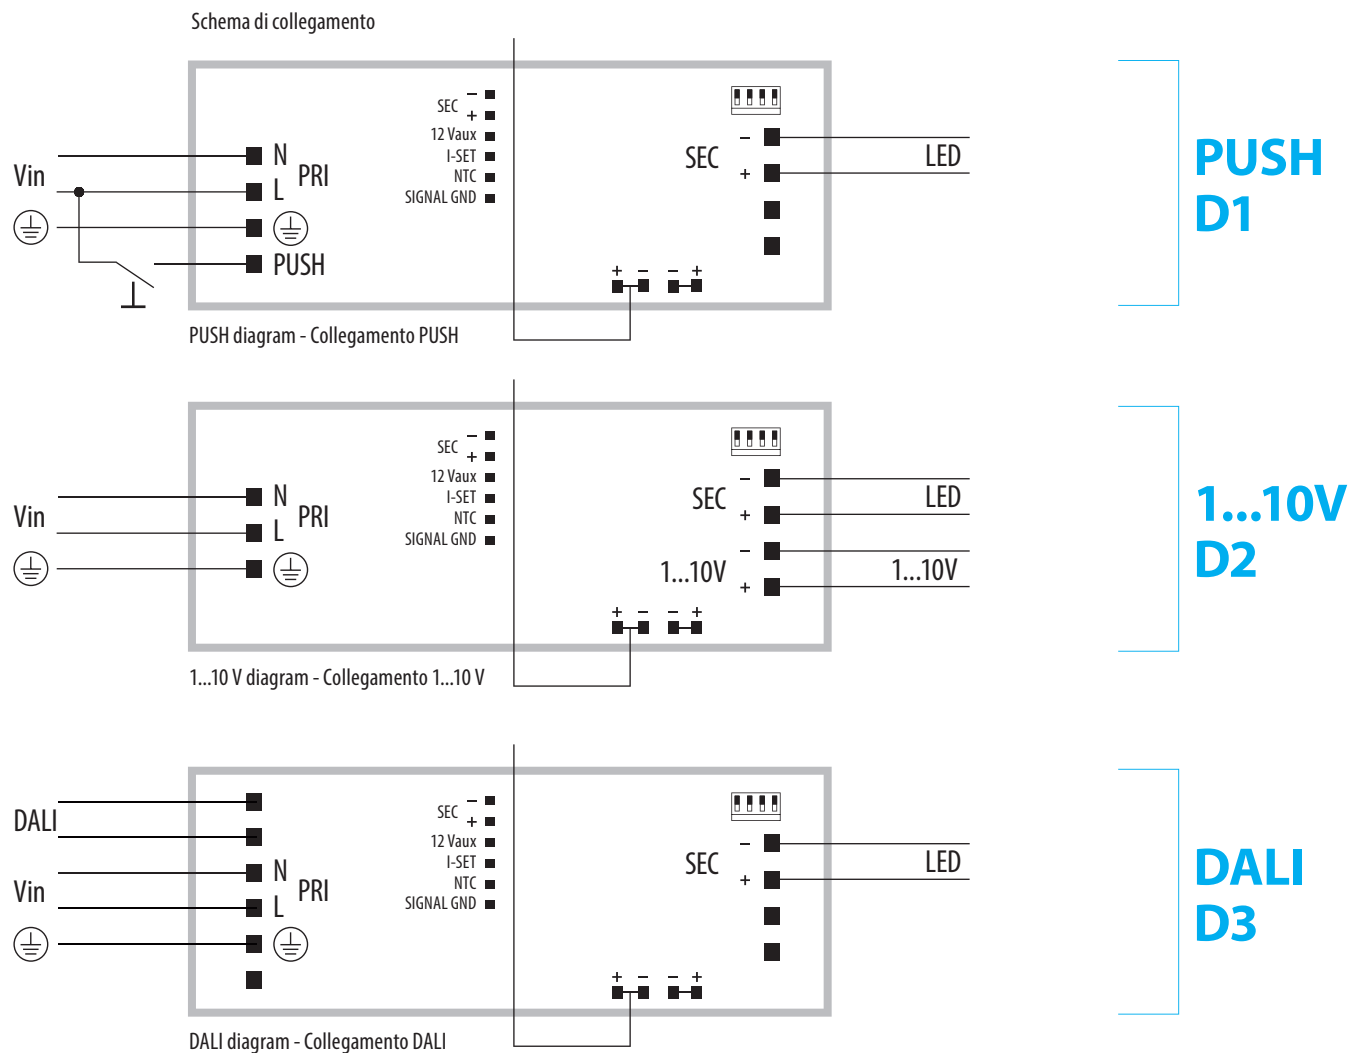 Schema di collegamento
SEC − +
12 Vaux
I-SET
NTC
SIGNAL GND
Vin
N
L
PRI
PUSH
SEC
− +
LED
+ − − +
PUSH diagram - Collegamento PUSH
PUSH
D1
SEC − +
12 Vaux
I-SET
NTC
SIGNAL GND
Vin
N
L
PRI
SEC
− +
LED
1...10V
− +
1...10V
+ − − +
1...10 V diagram - Collegamento 1...10 V
1...10V
D2
DALI
SEC − +
12 Vaux
I-SET
NTC
SIGNAL GND
Vin
N
L
PRI
SEC
− +
LED
+ − − +
DALI diagram - Collegamento DALI
DALI
D3